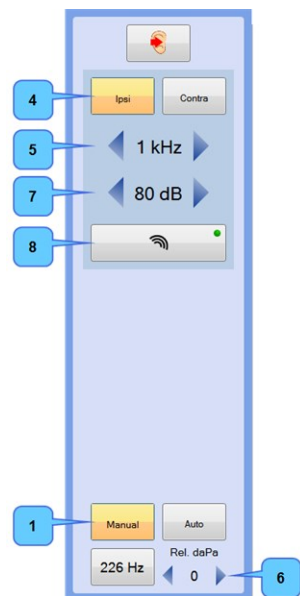 4
Ipsi
Contra
5
1 kHz
7
80 dB
8
1
Manual
Auto
226 Hz
Rel. daPa
0
6